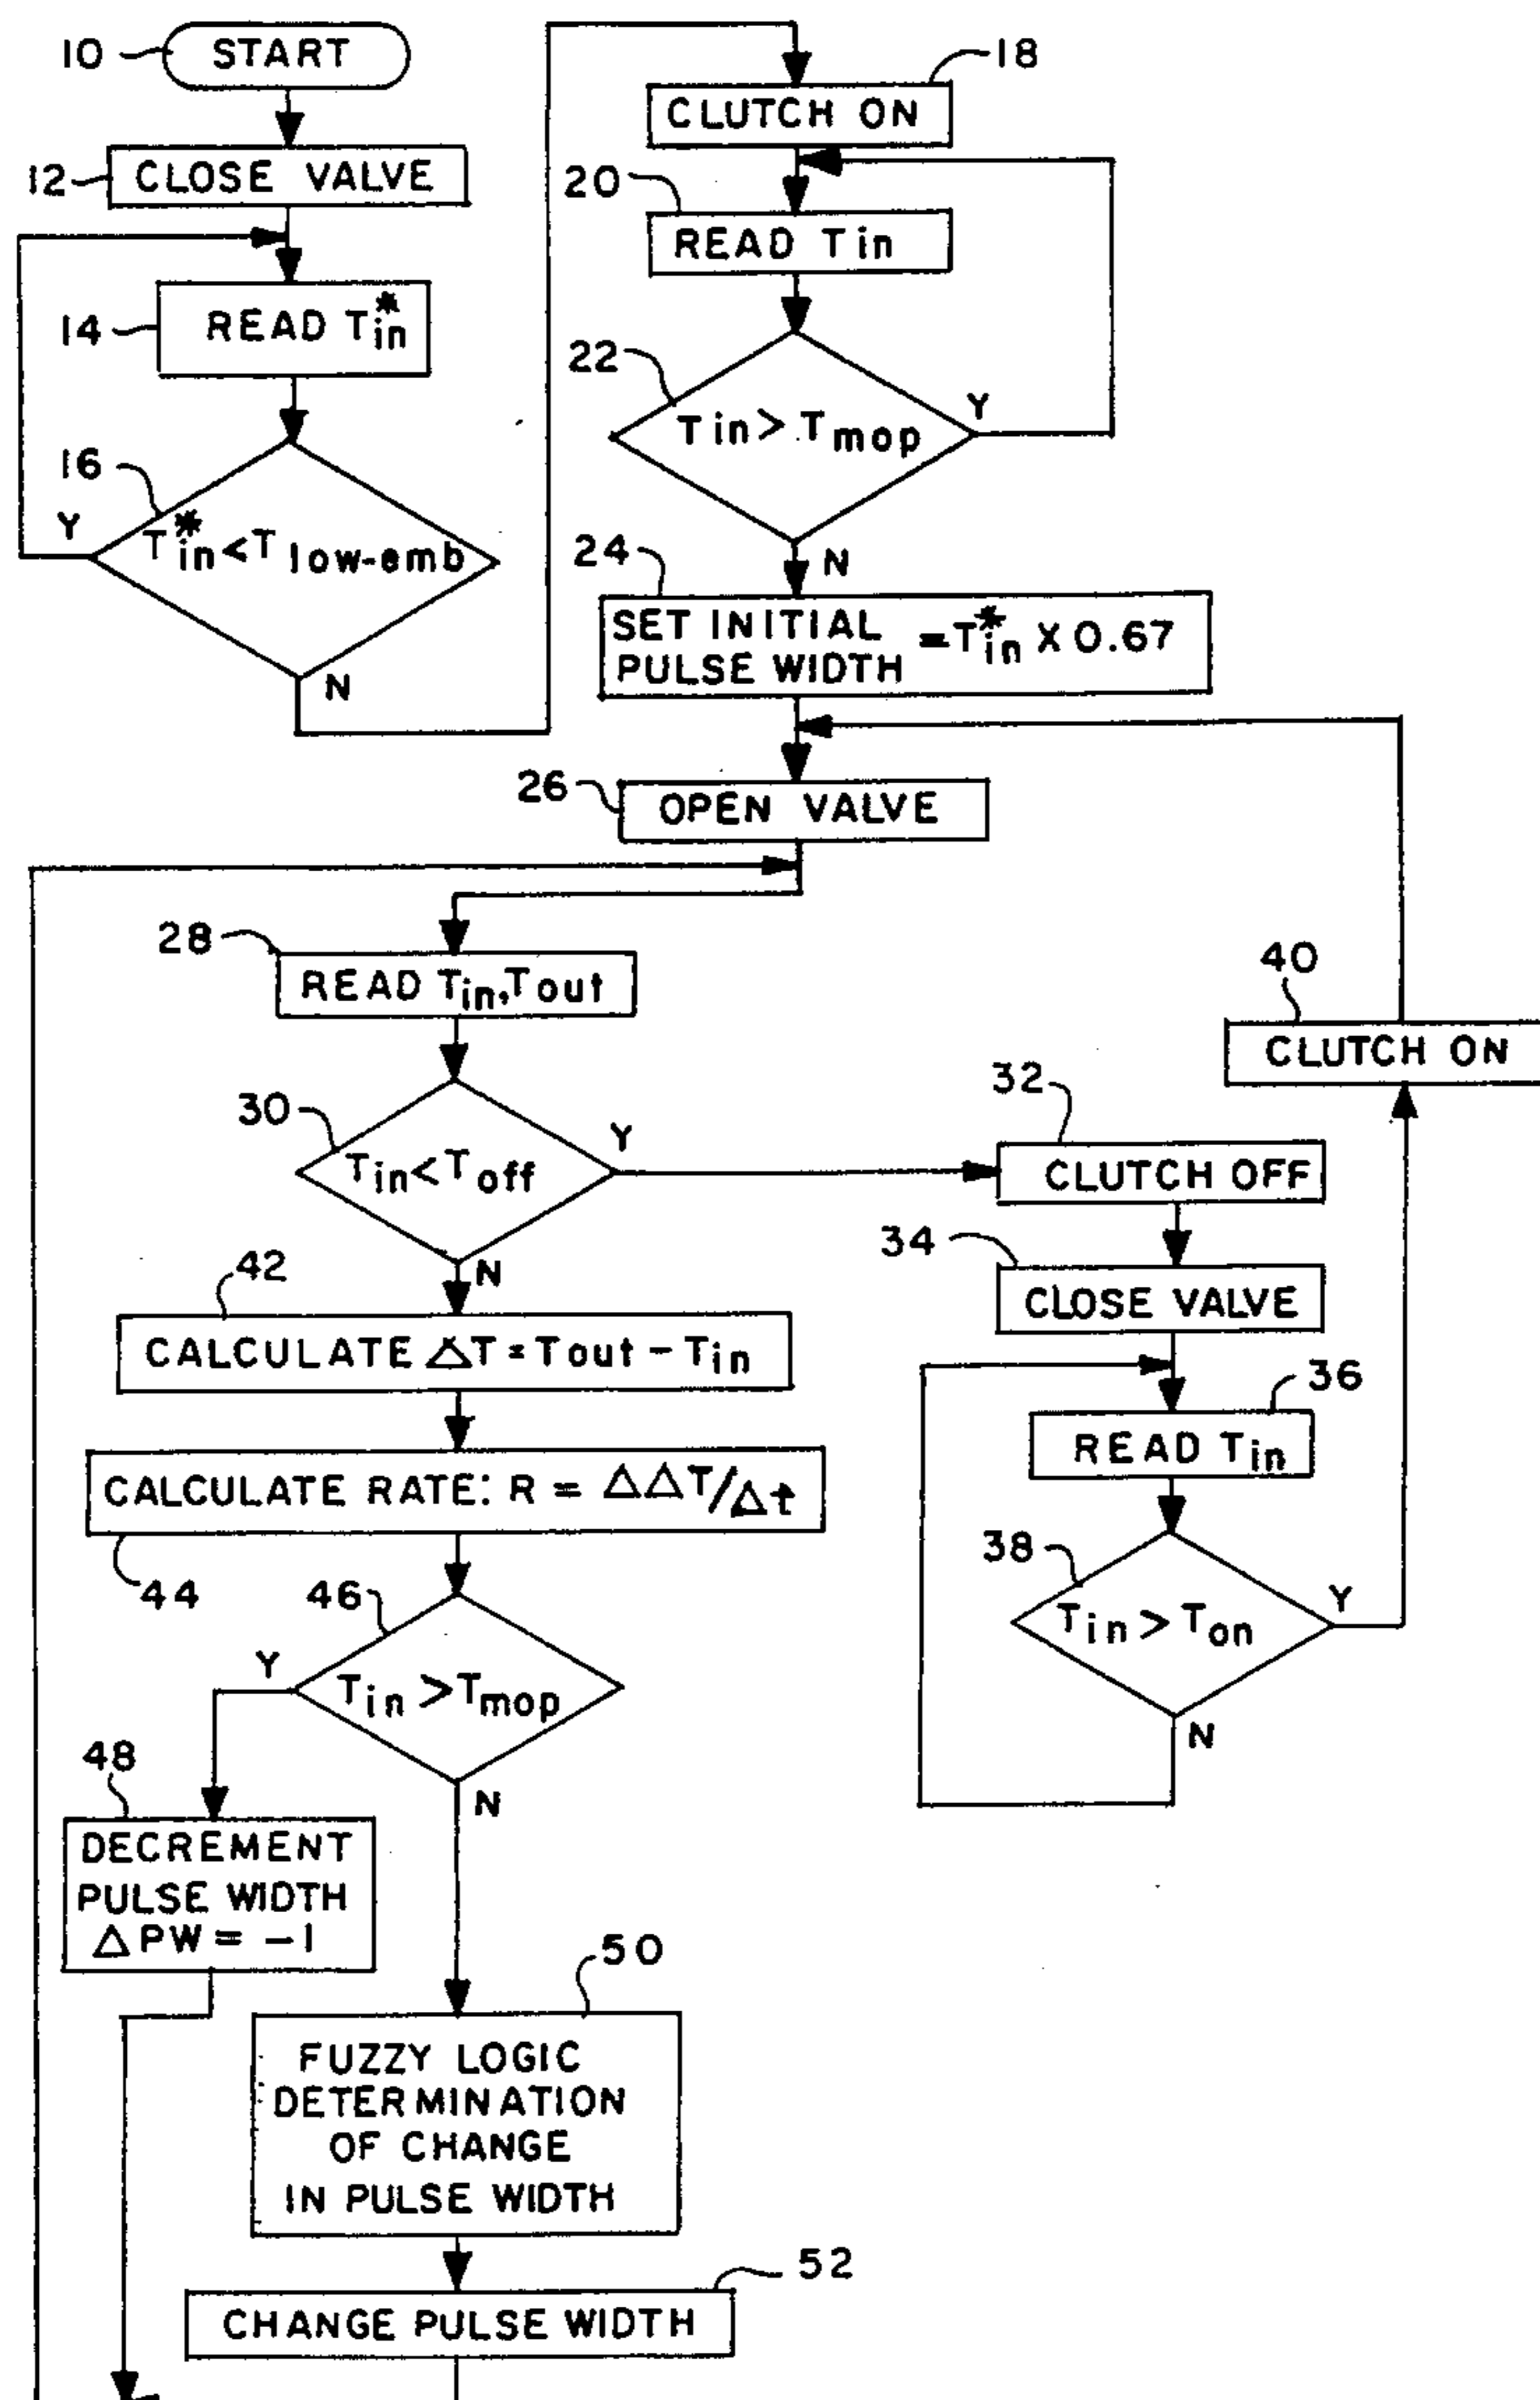 10
START
12
CLOSE VALVE
14
READ T*in
16
Y
T*in<T low-emb
N
18
CLUTCH ON
20
READ Tin
22
Y
Tin> Tmop
N
24
SET INITIAL
PULSE WIDTH =T*in X 0.67
26
OPEN VALVE
28
READ Tin,Tout
30
Y
Tin<Toff
N
32
CLUTCH OFF
34
CLOSE VALVE
36
READ Tin
38
Y
Tin > Ton
N
40
CLUTCH ON
42
CALCULATE ΔT=Tout - Tin
CALCULATE RATE: R = ΔΔT/Δt
44
46
Y
Tin >Tmop
N
48
DECREMENT
PULSE WIDTH
ΔPW= -1
50
FUZZY LOGIC
DETERMINATION
OF CHANGE
IN PULSE WIDTH
52
CHANGE PULSE WIDTH